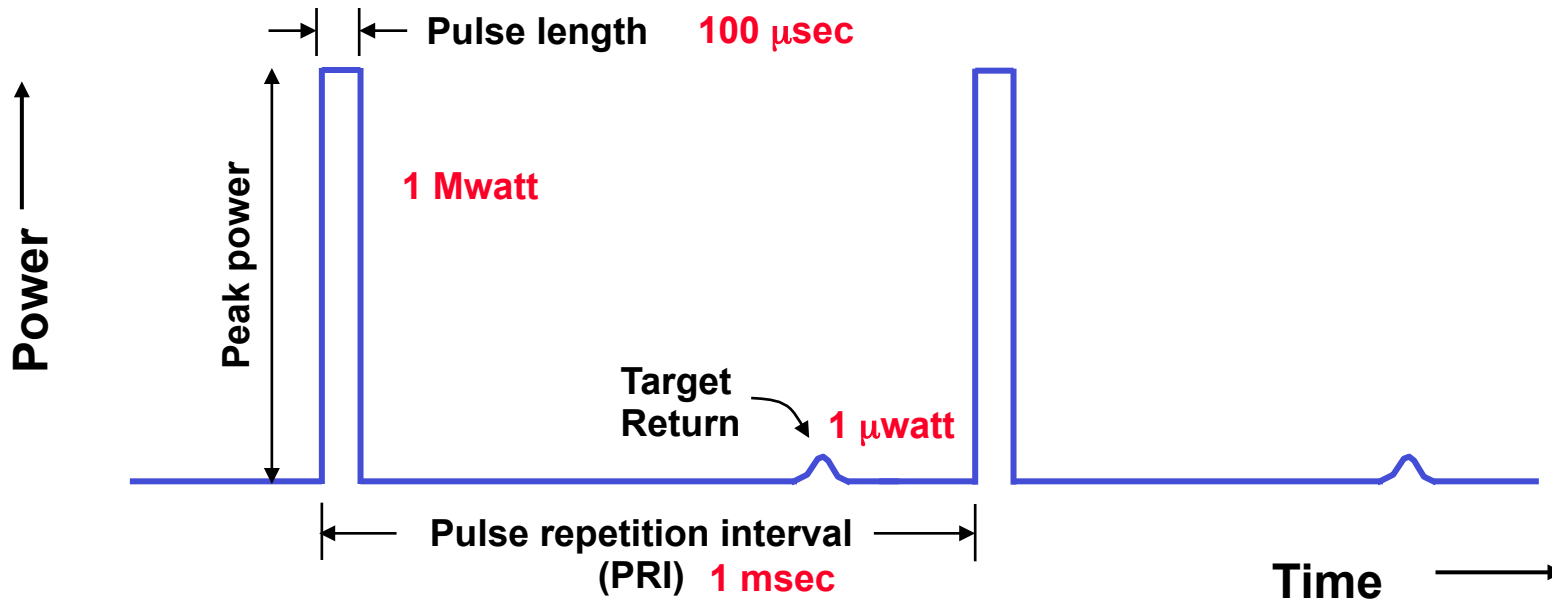 Pulse length 100 μsec
Power
Peak power
1 Mwatt
Target
Return
1 μwatt
Pulse repetition interval
(PRI) 1 msec
Time